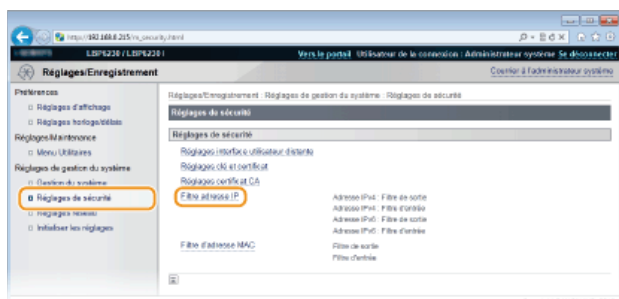 http://192.168.0.215/m_security.html
LBP6230 / LBP6230
Vers le portail Utilisateur de la connexion : Administrateur système Se déconnecter
Réglages/Enregistrement
Courrier à l'administrateur système
Préférences
Réglages d'affichage
Réglages horloge/délais
Réglages/Maintenance
Menu Utilitaires
Réglages de gestion du système
Gestion du système
Réglages de sécurité
Réglages réseau
Initialiser les réglages
Réglages/Enregistrement : Réglages de gestion du système : Réglages de sécurité
Réglages de sécurité
Réglages de sécurité
Réglages interface utilisateur distante
Réglages clé et certificat
Réglages certificat CA
Filtre adresse IP
Adresse IPv4 : Filtre de sortie
Adresse IPv4 : Filtre d'entrée
Adresse IPv6 : Filtre de sortie
Adresse IPv6 : Filtre d'entrée
Filtre d'adresse MAC
Filtre de sortie
Filtre d'entrée